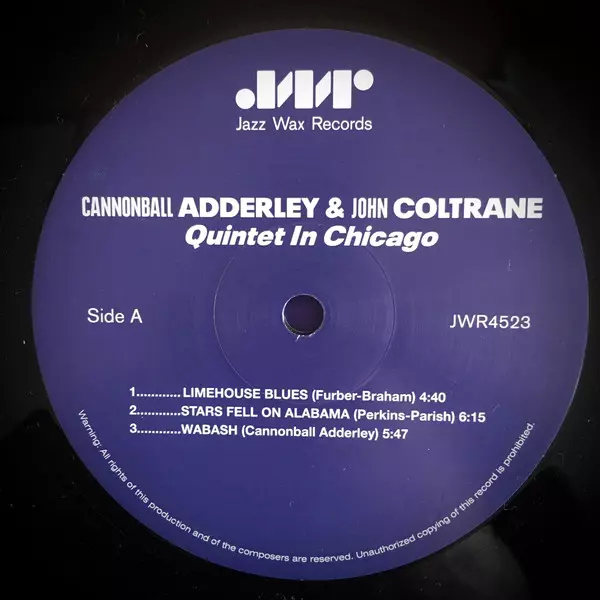 JWR
Jazz Wax Records
CANNONBALL ADDERLEY & JOHN COLTRANE
Quintet In Chicago
Side A
JWR4523
1............LIMEHOUSE BLUES (Furber-Braham) 4:40
2............STARS FELL ON ALABAMA (Perkins-Parish) 6:15
3............WABASH (Cannonball Adderley) 5:47
Warning: All rights of this production and of the composers are reserved. Unauthorized copying of this record is prohibited.